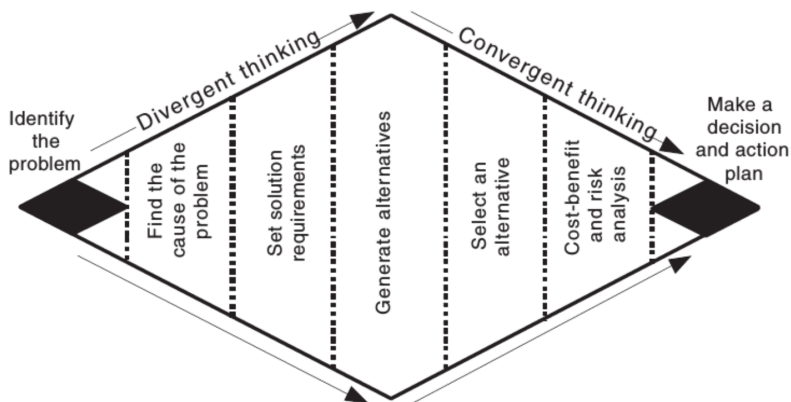 Divergent thinking
Convergent thinking
Identify
the
problem
Find the
cause of the
problem
Set solution
requirements
Generate alternatives
Select an
alternative
Cost-benefit
and risk
analysis
Make a
decision
and action
plan